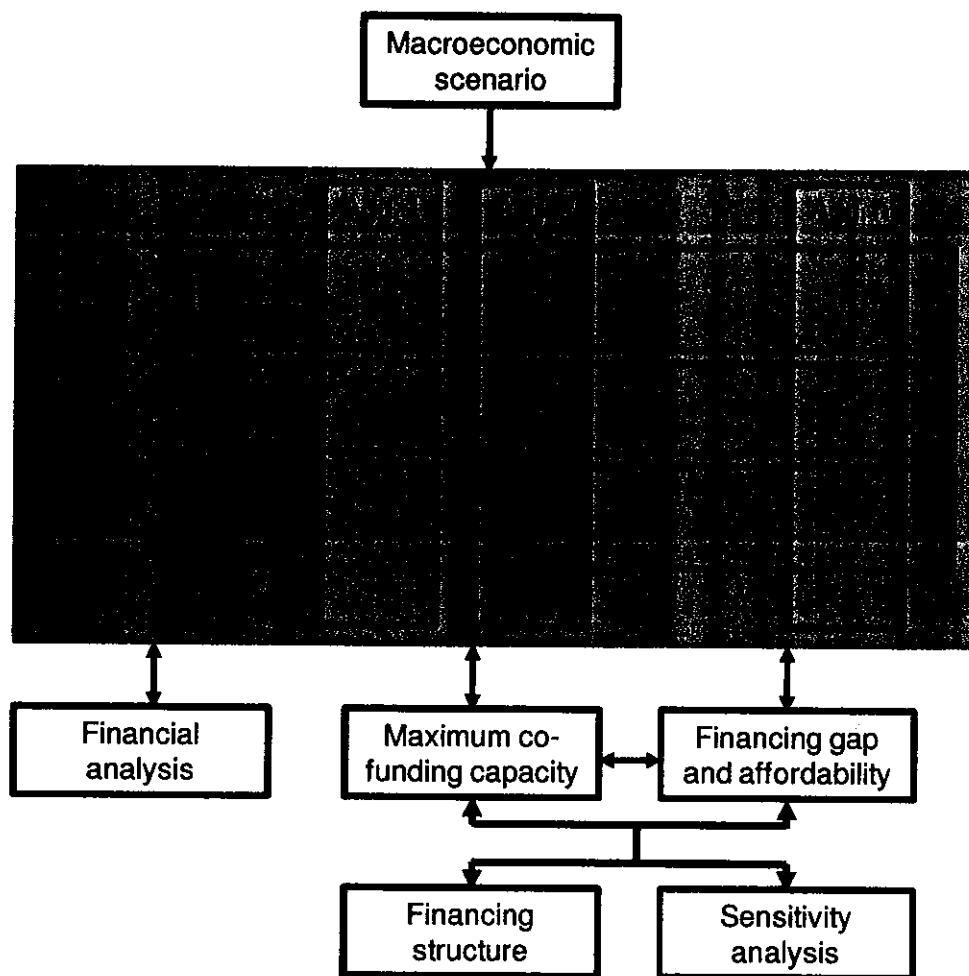 Macroeconomic
scenario
Financial
analysis
Maximum co-
funding capacity
Financing gap
and affordability
Financing
structure
Sensitivity
analysis